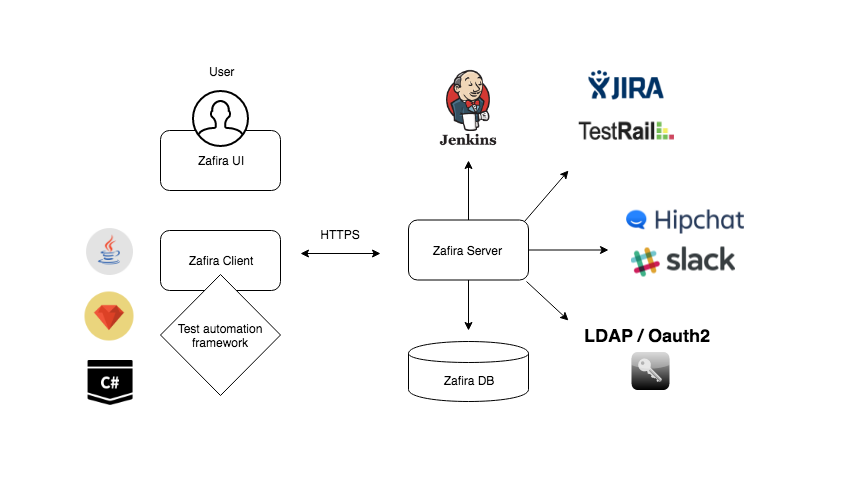 User
Zafira UI
Jenkins
JIRA
TestRail
HTTPS
Zafira Client
Zafira Server
Hipchat
slack
Test automation
framework
LDAP / Oauth2
C#
Zafira DB